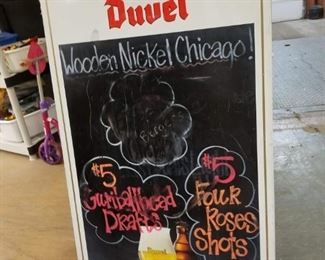 Duvel
Wooden Nickel Chicago!
$5
Gumballhead
Drafts
$5
Four
Roses
Shots